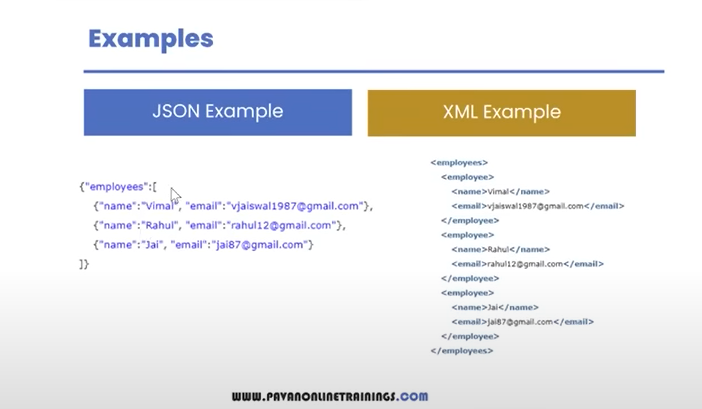 Examples
JSON Example
{"employees":[
{"name":"Vimal", "email":"vjaiswal1987@gmail.com"},
{"name":"Rahul", "email":"rahul12@gmail.com"},
{"name":"Jai", "email":"jai87@gmail.com"}
]}
XML Example
<employees>
<employee>
<name>Vimal</name>
<email>vjaiswal1987@gmail.com</email>
</employee>
<employee>
<name>Rahul</name>
<email>rahul12@gmail.com</email>
</employee>
<employee>
<name>Jai</name>
<email>jai87@gmail.com</email>
</employee>
</employees>
WWW.PAVANONLINETRAININGS.COM